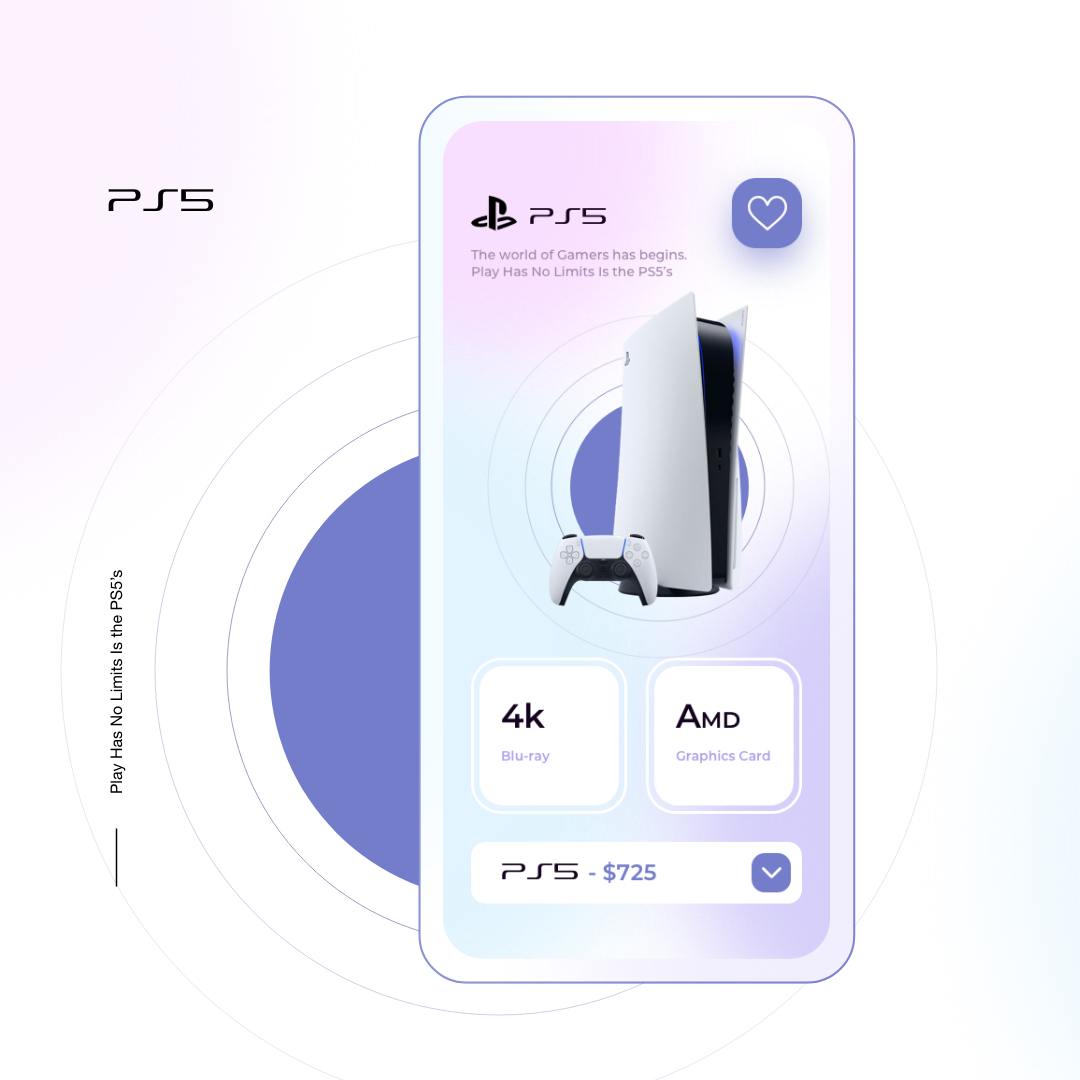 PS5
PS5
The world of Gamers has begins.
Play Has No Limits Is the PS5's
4k
Blu-ray
AMD
Graphics Card
PS5 - $725
Play Has No Limits Is the PS5's